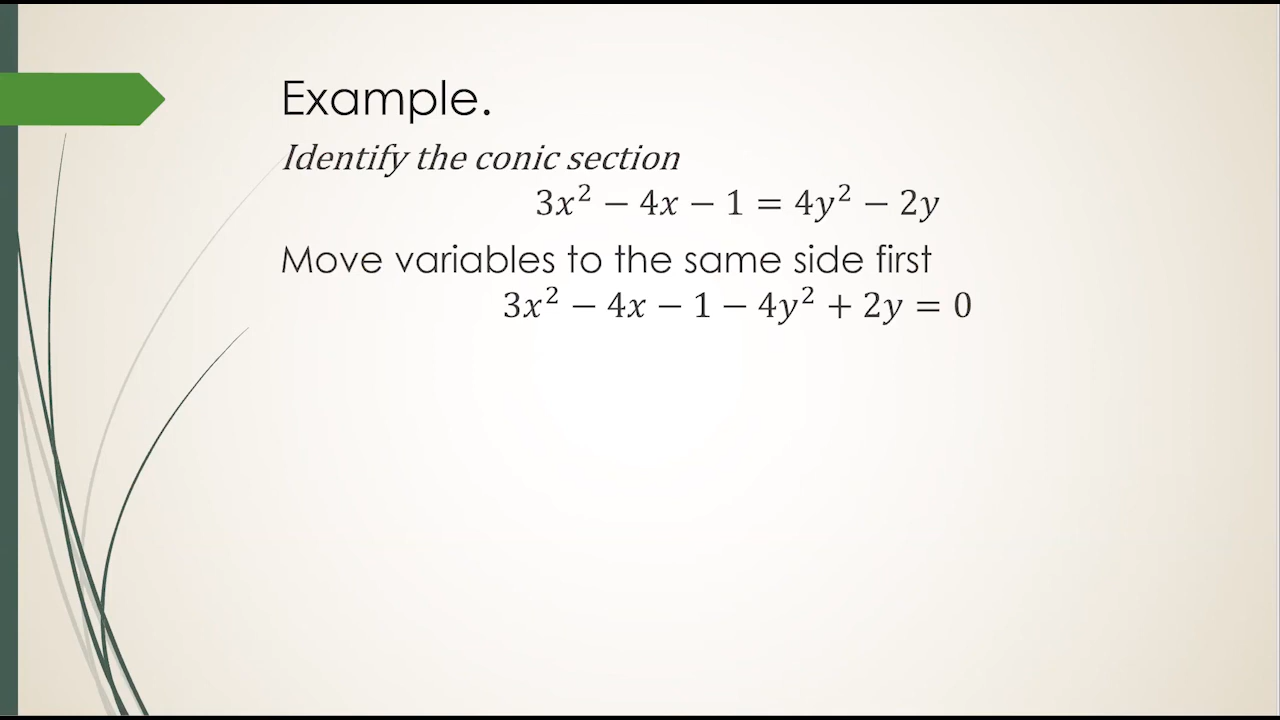 Example.
Identify the conic section
3x² − 4x − 1 = 4y² − 2y
Move variables to the same side first
3x² − 4x − 1 − 4y² + 2y = 0